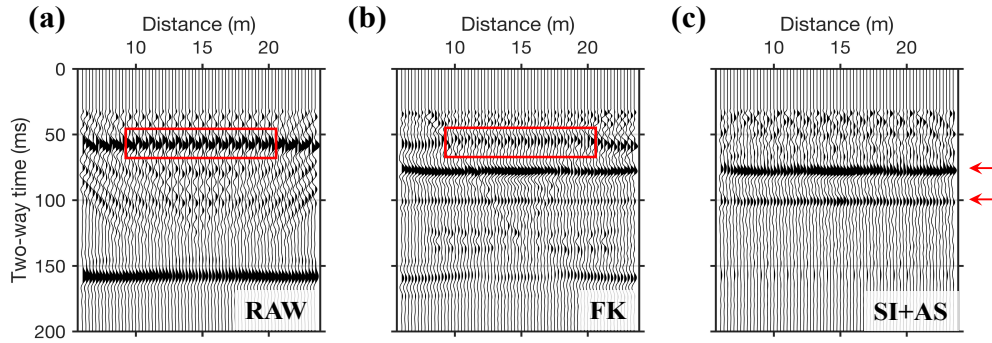 (a)
Distance (m)
10 15 20
0
50
100
150
200
Two-way time (ms)
RAW
(b)
Distance (m)
10 15 20
FK
(c)
Distance (m)
10 15 20
SI+AS